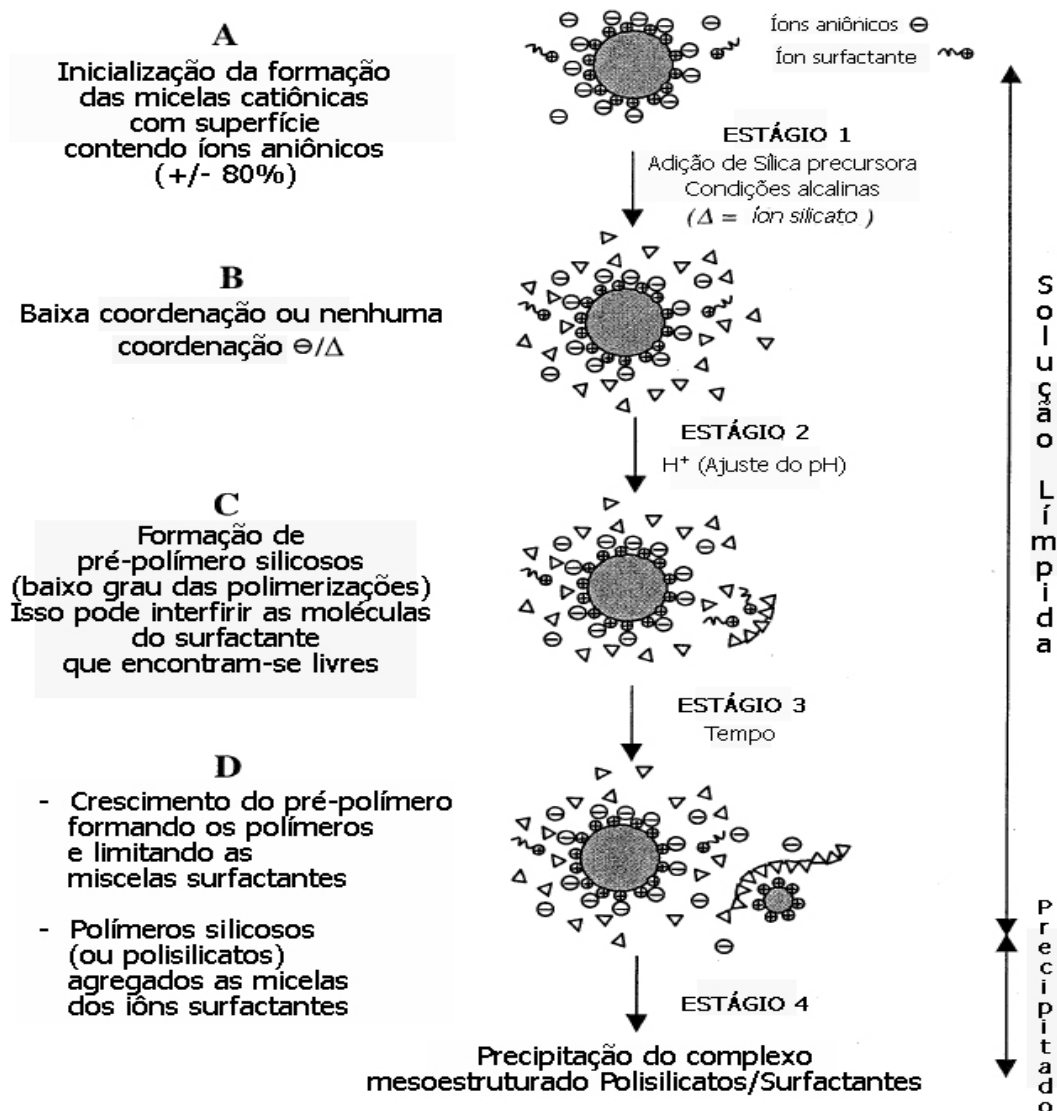 A
Inicialização da formação
das micelas catiônicas
com superfície
contendo íons aniônicos
(+/- 80%)
Íons aniônicos ⊖
Íon surfactante
ESTÁGIO 1
Adição de Sílica precursora
Condições alcalinas
(Δ = íon silicato )
B
Baixa coordenação ou nenhuma
coordenação ⊖/Δ
ESTÁGIO 2
H⁺ (Ajuste do pH)
C
Formação de
pré-polímero silicosos
(baixo grau das polimerizações)
Isso pode interfirir as moléculas
do surfactante
que encontram-se livres
ESTÁGIO 3
Tempo
D
- Crescimento do pré-polímero
formando os polímeros
e limitando as
miscelas surfactantes
- Polímeros silicosos
(ou polisilicatos)
agregados as micelas
dos iôns surfactantes
ESTÁGIO 4
Precipitação do complexo
mesoestruturado Polisilicatos/Surfactantes
Solução Límpida
Precipitado